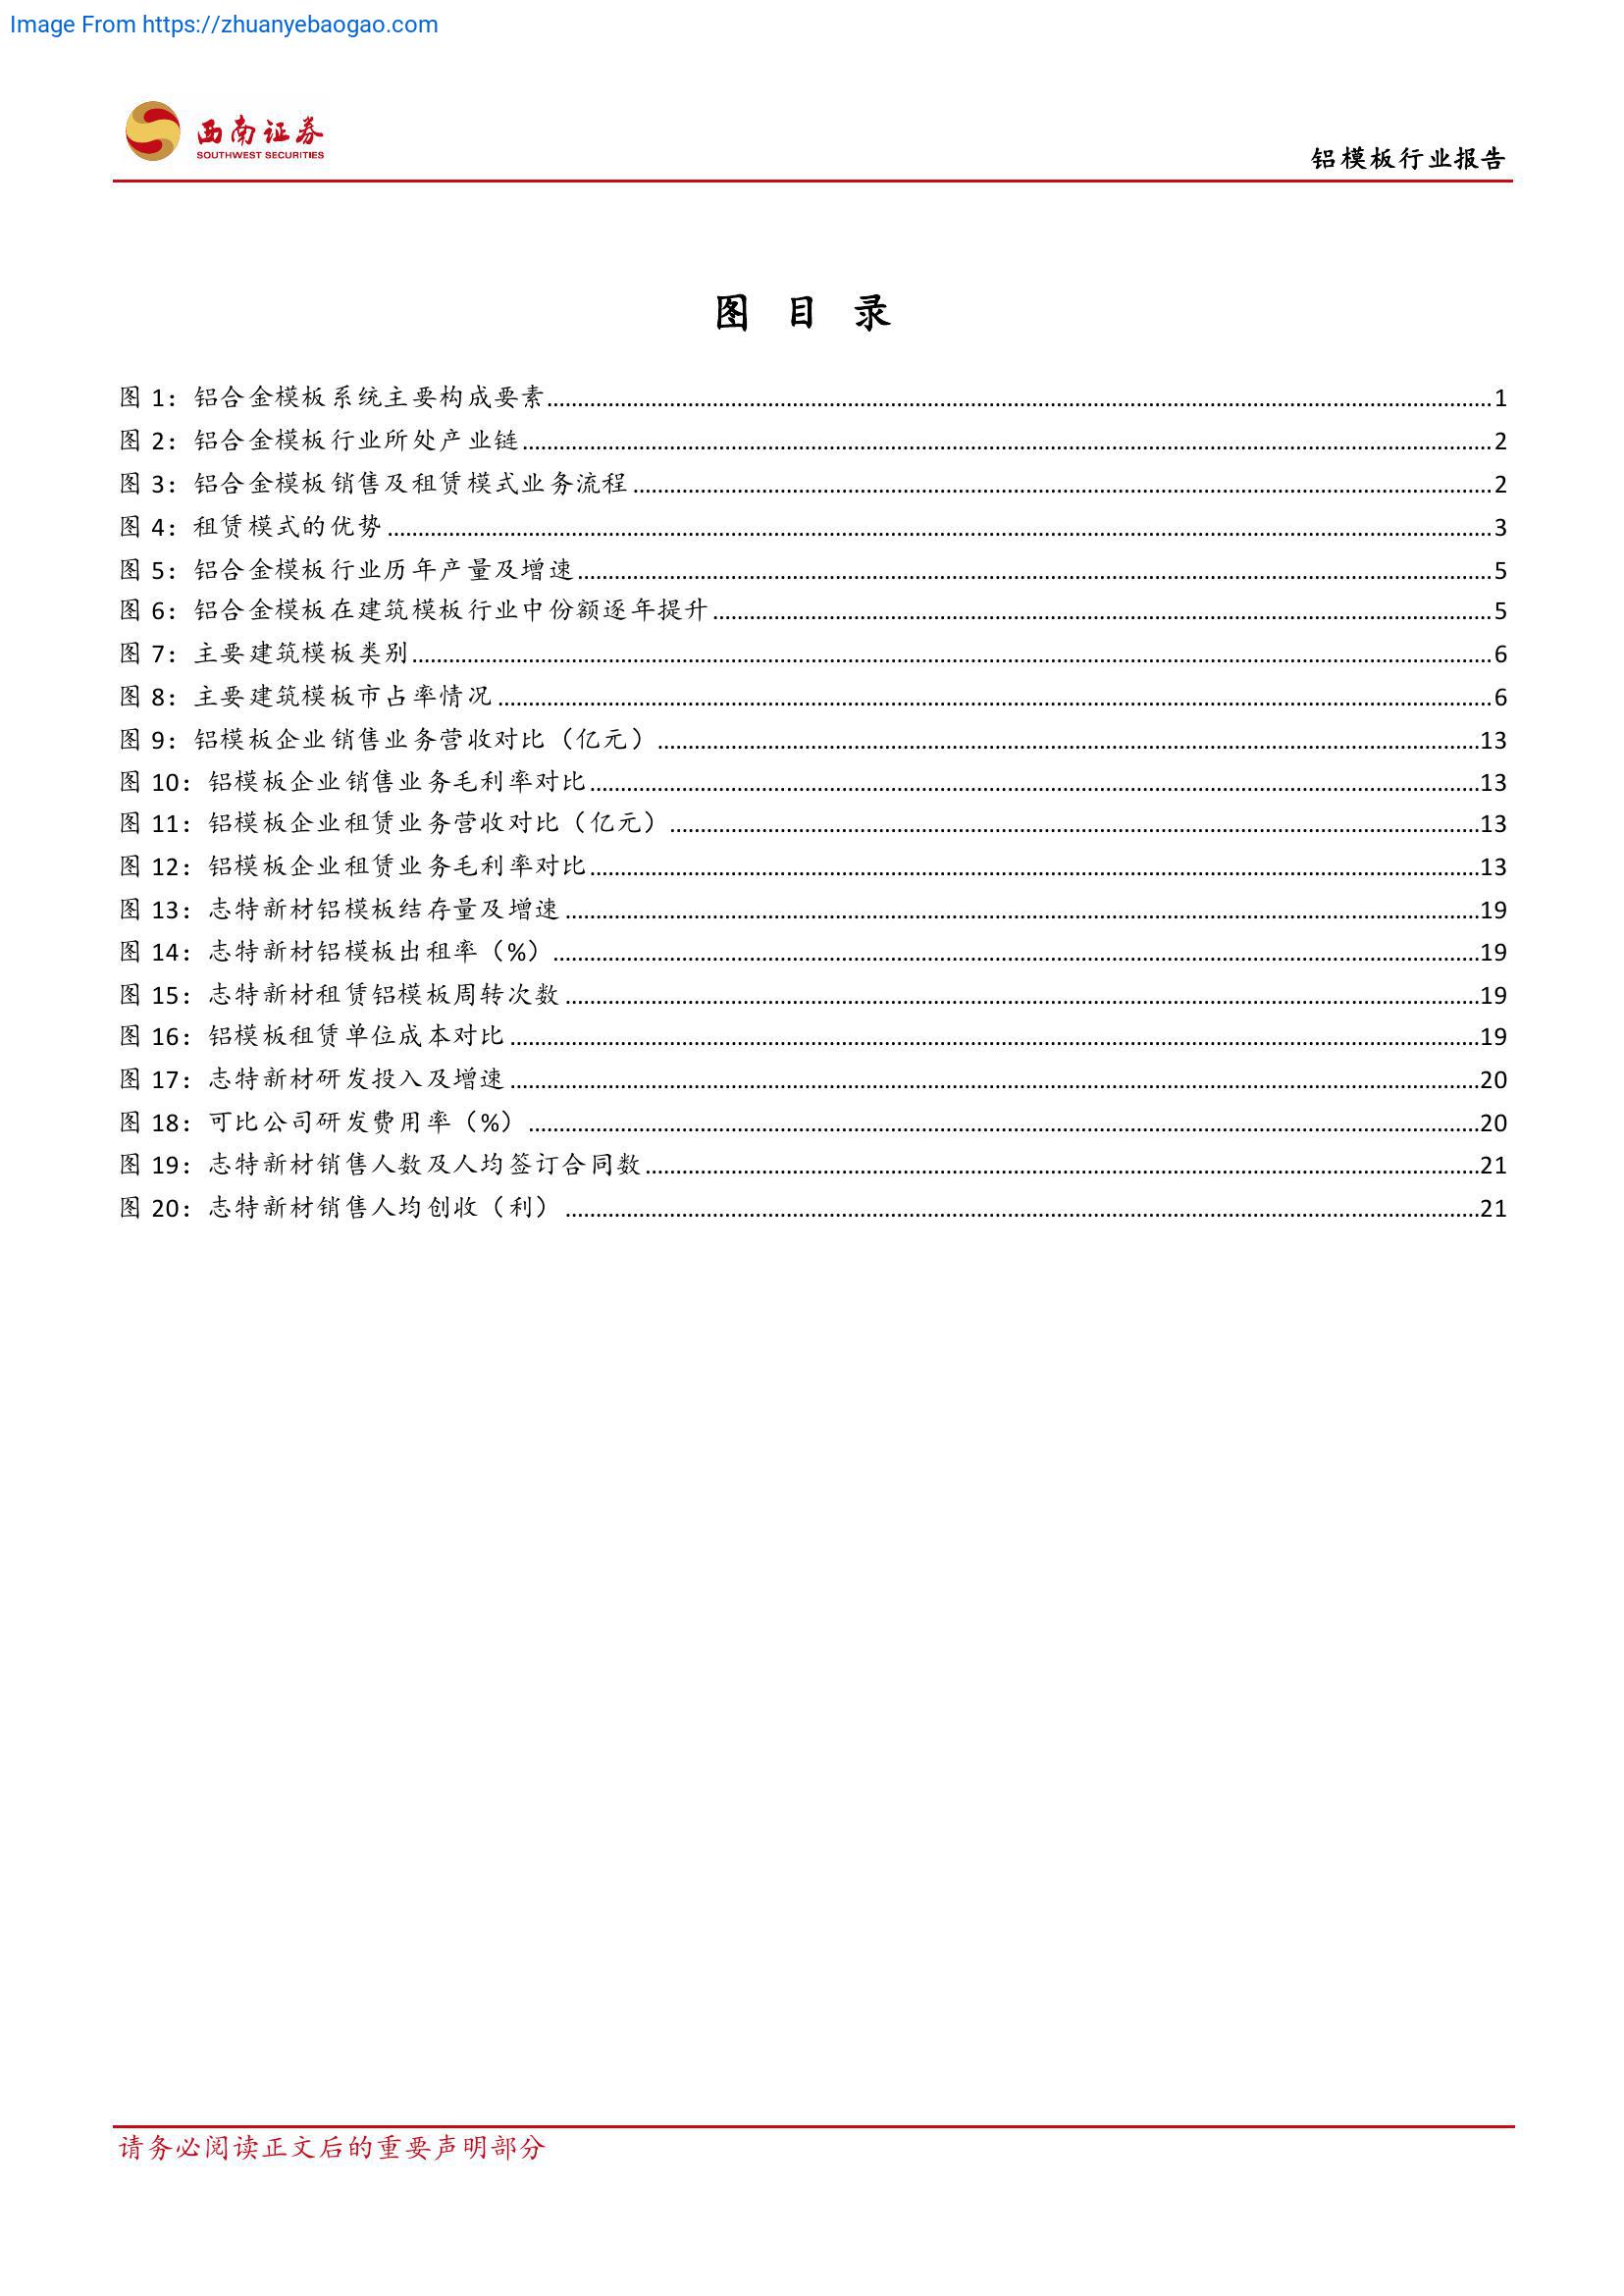 Image From https://zhuanyebaogao.com
西南证券
SOUTHWEST SECURITIES
铝模板行业报告
图 目 录
图 1：铝合金模板系统主要构成要素........1
图 2：铝合金模板行业所处产业链........2
图 3：铝合金模板销售及租赁模式业务流程........2
图 4：租赁模式的优势........3
图 5：铝合金模板行业历年产量及增速........5
图 6：铝合金模板在建筑模板行业中份额逐年提升........5
图 7：主要建筑模板类别........6
图 8：主要建筑模板市占率情况........6
图 9：铝模板企业销售业务营收对比（亿元）........13
图 10：铝模板企业销售业务毛利率对比........13
图 11：铝模板企业租赁业务营收对比（亿元）........13
图 12：铝模板企业租赁业务毛利率对比........13
图 13：志特新材铝模板结存量及增速........19
图 14：志特新材铝模板出租率（%）........19
图 15：志特新材租赁铝模板周转次数........19
图 16：铝模板租赁单位成本对比........19
图 17：志特新材研发投入及增速........20
图 18：可比公司研发费用率（%）........20
图 19：志特新材销售人数及人均签订合同数........21
图 20：志特新材销售人均创收（利）........21
请务必阅读正文后的重要声明部分